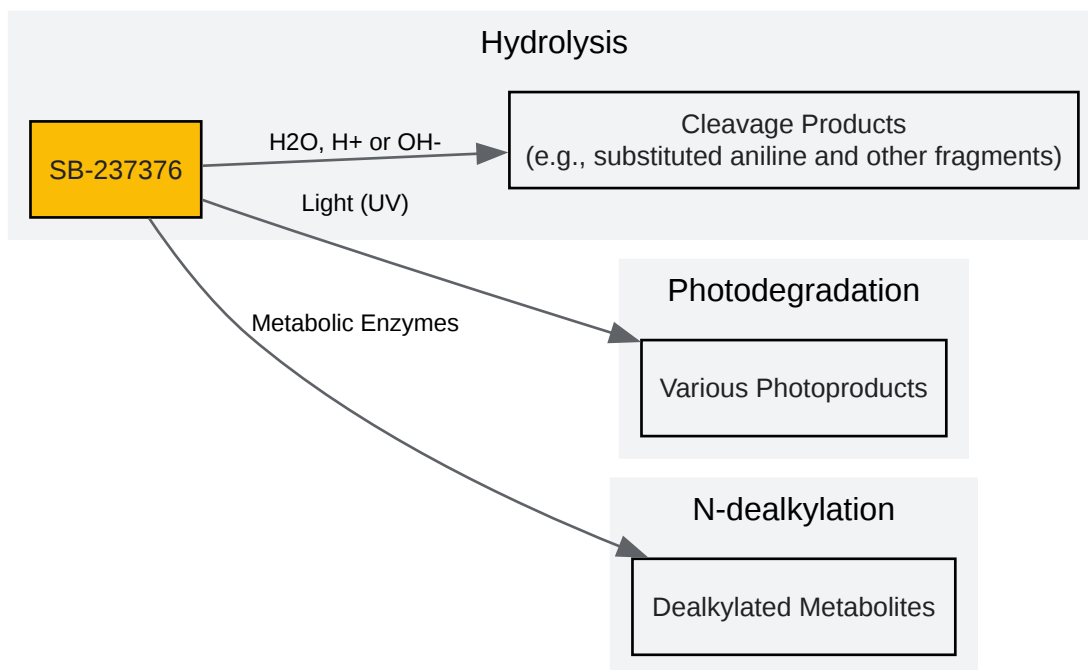 Hydrolysis
SB-237376
H2O, H+ or OH-
Cleavage Products
(e.g., substituted aniline and other fragments)
Light (UV)
Photodegradation
Metabolic Enzymes
Various Photoproducts
N-dealkylation
Dealkylated Metabolites